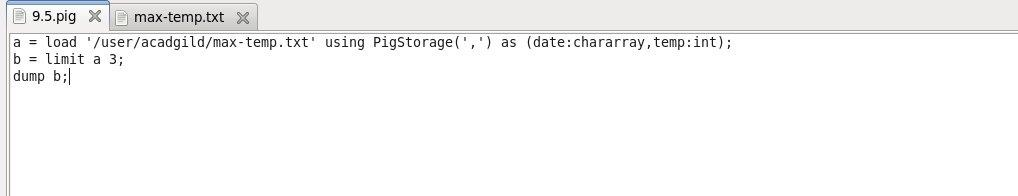 9.5.pig max-temp.txt
a = load '/user/acadgild/max-temp.txt' using PigStorage(',') as (date:chararray,temp:int);
b = limit a 3;
dump b;